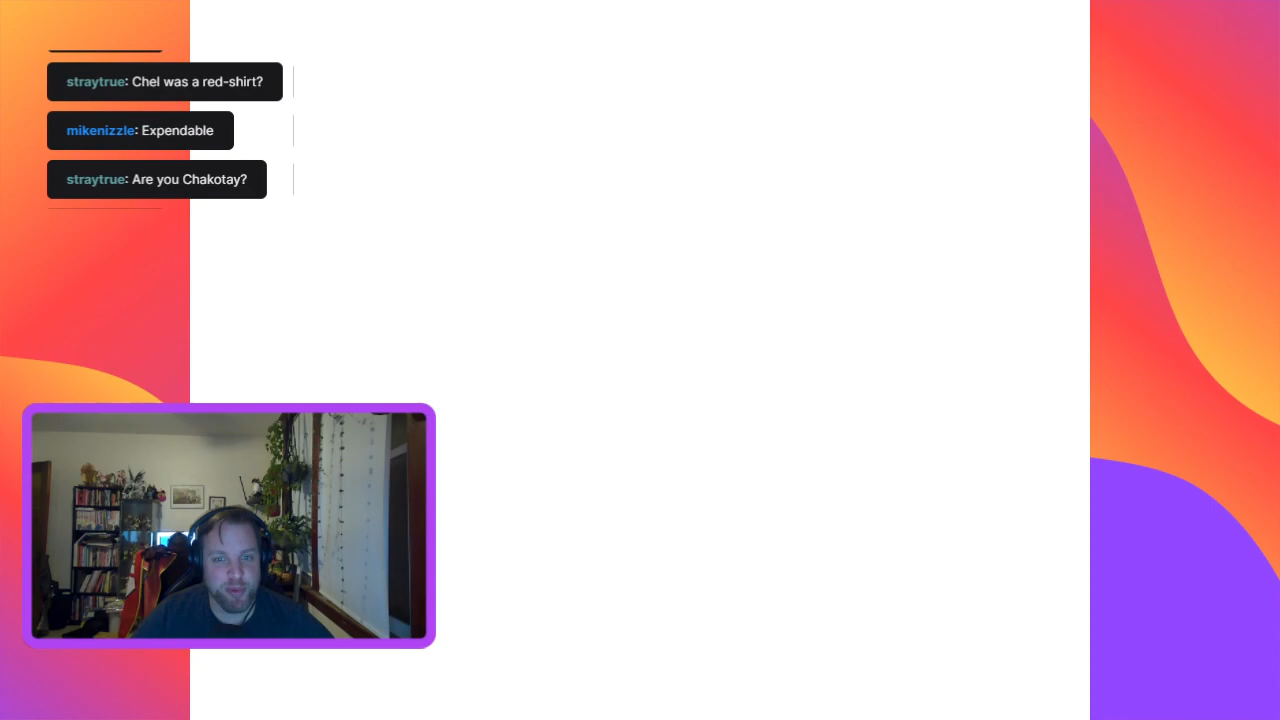 straytrue: Chel was a red-shirt?
mikenizzle: Expendable
straytrue: Are you Chakotay?